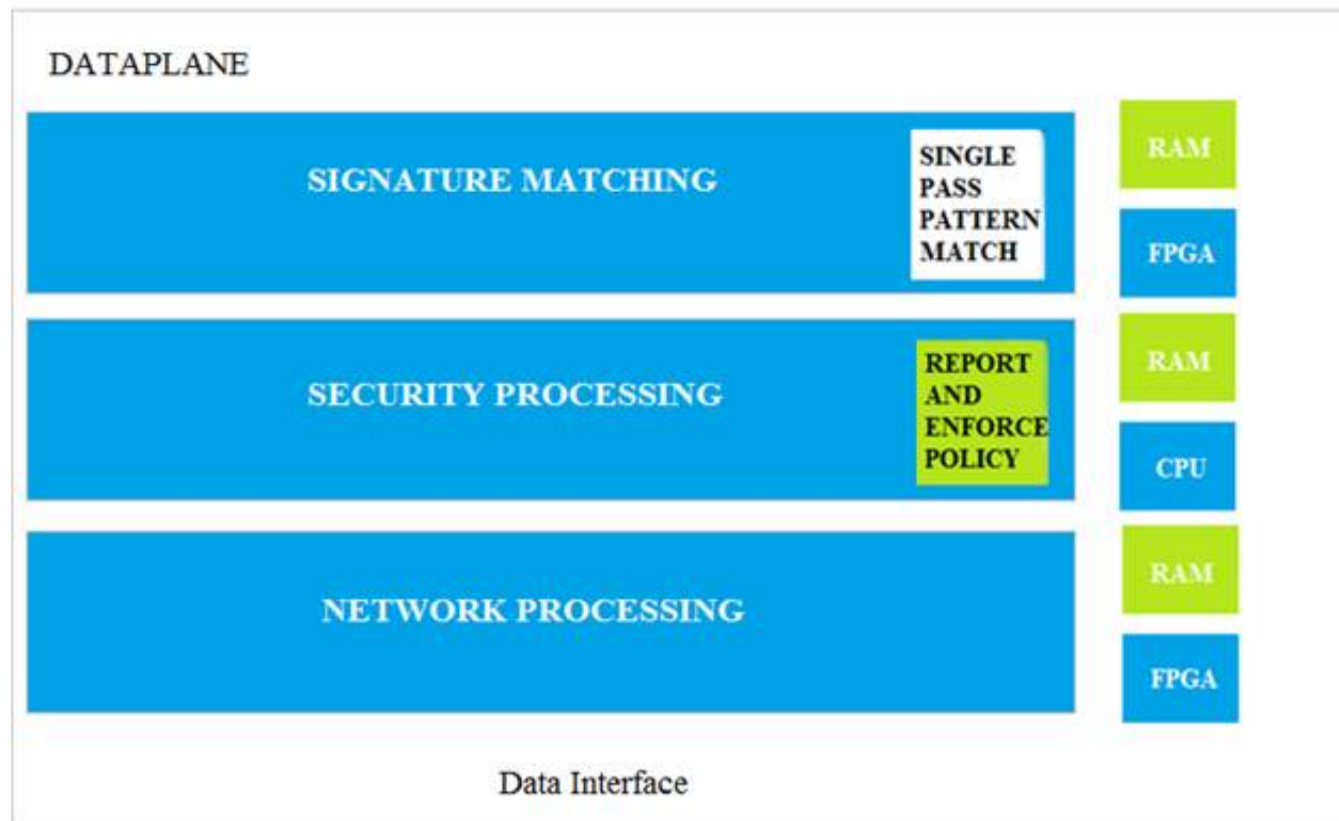 DATAPLANE
SIGNATURE MATCHING
SINGLE
PASS
PATTERN
MATCH
RAM
FPGA
SECURITY PROCESSING
REPORT
AND
ENFORCE
POLICY
RAM
CPU
NETWORK PROCESSING
RAM
FPGA
Data Interface